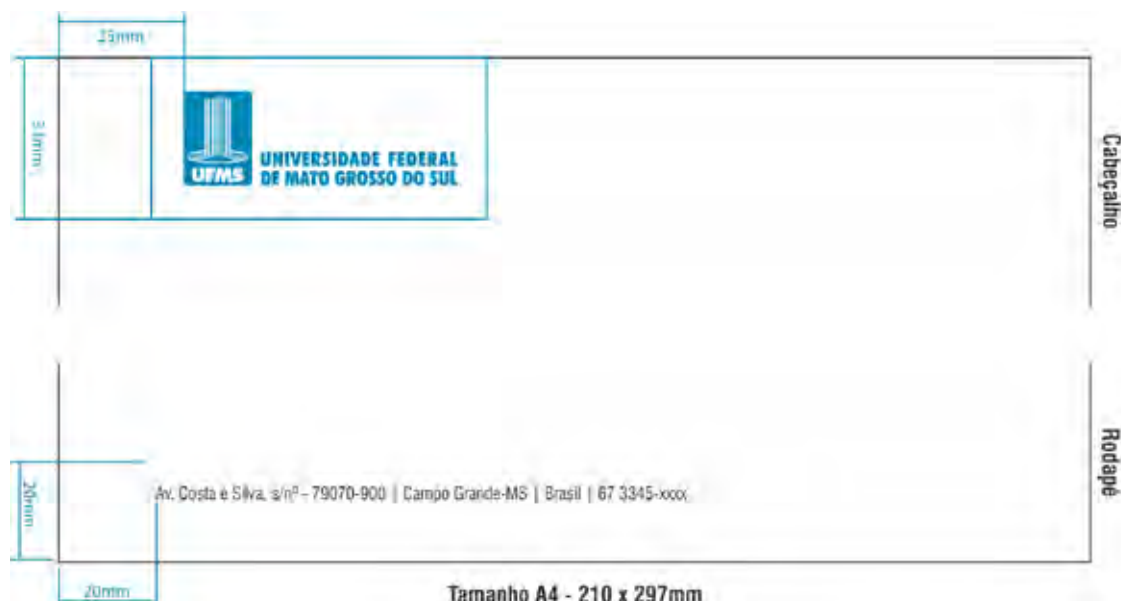 25mm
UFMS
UNIVERSIDADE FEDERAL
DE MATO GROSSO DO SUL
Cabeçalho
Rodapé
20mm
Av. Costa e Silva, s/nº - 79070-900 | Campo Grande-MS | Brasil | 67 3345-xxxx
20mm
Tamanho A4 - 210 x 297mm